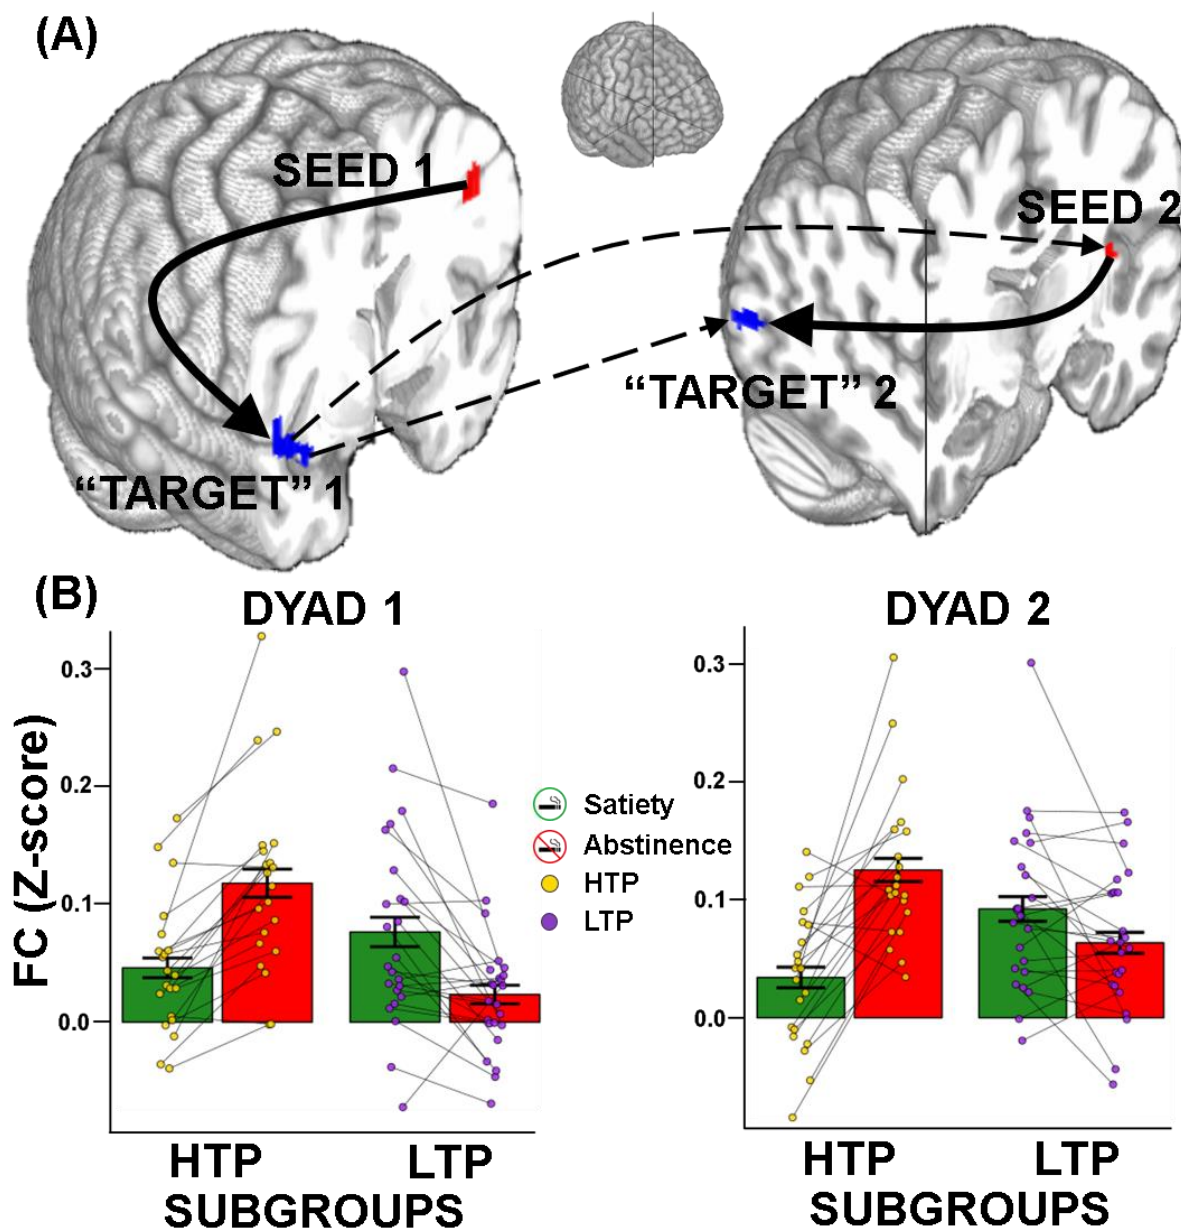 (A)
SEED 1
SEED 2
“TARGET” 2
“TARGET” 1
(B)
DYAD 1
DYAD 2
FC (Z-score)
0.3
0.2
0.1
0.0
0.3
0.2
0.1
0.0
Satiety
Abstinence
HTP
LTP
HTP
LTP
SUBGROUPS
HTP
LTP
SUBGROUPS